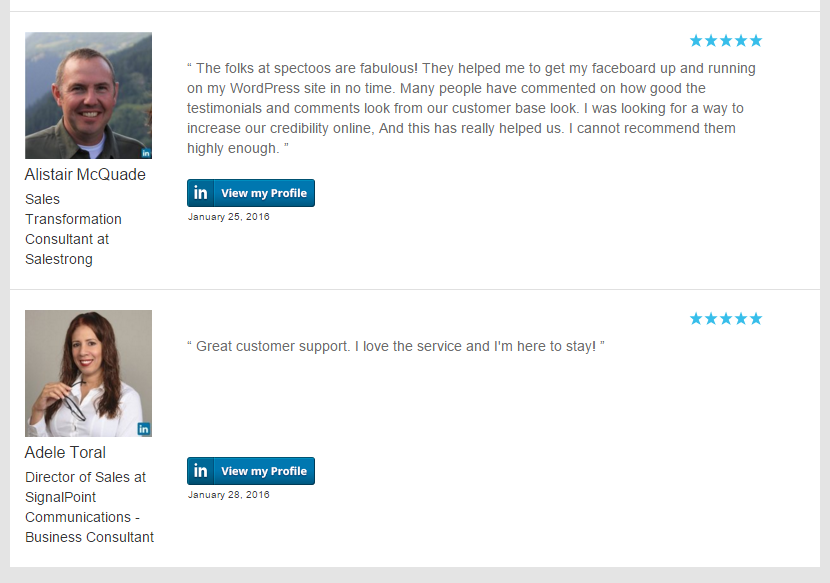 “ The folks at spectoos are fabulous! They helped me to get my faceboard up and running
on my WordPress site in no time. Many people have commented on how good the
testimonials and comments look from our customer base look. I was looking for a way to
increase our credibility online, And this has really helped us. I cannot recommend them
highly enough. ”
in
Alistair McQuade
Sales
Transformation
Consultant at
Salestrong
in View my Profile
January 25, 2016
“ Great customer support. I love the service and I'm here to stay! ”
in
Adele Toral
Director of Sales at
SignalPoint
Communications -
Business Consultant
in View my Profile
January 28, 2016